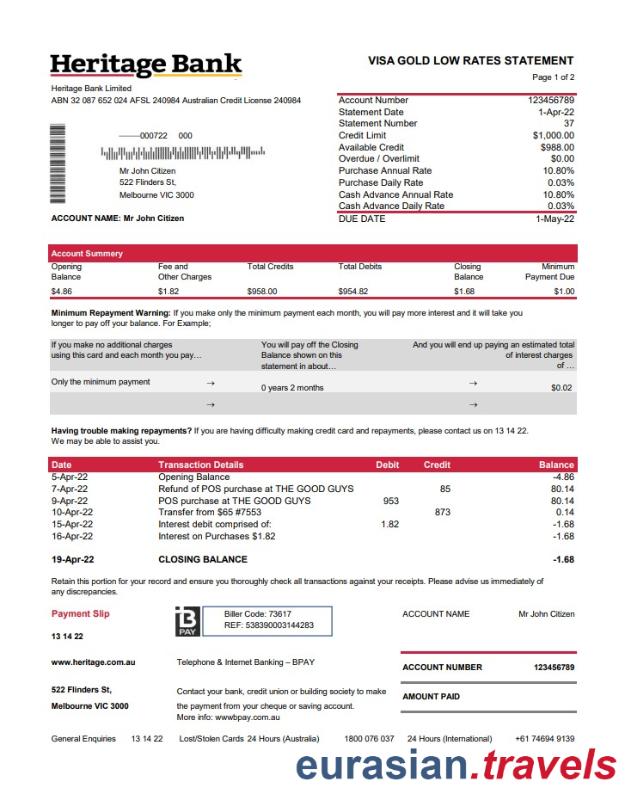 Heritage Bank
VISA GOLD LOW RATES STATEMENT
Page 1 of 2
Heritage Bank Limited
ABN 32 087 652 024 AFSL 240984 Australian Credit License 240984
Account Number 123456789
Statement Date 1-Apr-22
Statement Number 37
Credit Limit $1,000.00
Available Credit $988.00
Overdue / Overlimit $0.00
Purchase Annual Rate 10.80%
Purchase Daily Rate 0.03%
Cash Advance Annual Rate 10.80%
Cash Advance Daily Rate 0.03%
DUE DATE 1-May-22
000722 000
Mr John Citizen
522 Flinders St,
Melbourne VIC 3000
ACCOUNT NAME: Mr John Citizen
Account Summery
Opening Balance Fee and Other Charges Total Credits Total Debits Closing Balance Minimum Payment Due
$4.86 $1.82 $958.00 $954.82 $1.68 $1.00
Minimum Repayment Warning: If you make only the minimum payment each month, you will pay more interest and it will take you
longer to pay off your balance. For Example;
If you make no additional charges
using this card and each month you pay…
You will pay off the Closing
Balance shown on this
statement in about…
And you will end up paying an estimated total
of interest charges
of …
Only the minimum payment → 0 years 2 months → $0.02
→ →
Having trouble making repayments? If you are having difficulty making credit card and repayments, please contact us on 13 14 22.
We may be able to assist you.
Date Transaction Details Debit Credit Balance
5-Apr-22 Opening Balance -4.86
7-Apr-22 Refund of POS purchase at THE GOOD GUYS 85 80.14
9-Apr-22 POS purchase at THE GOOD GUYS 953 80.14
10-Apr-22 Transfer from $65 #7553 873 0.14
15-Apr-22 Interest debit comprised of: 1.82 -1.68
16-Apr-22 Interest on Purchases $1.82 -1.68
19-Apr-22 CLOSING BALANCE -1.68
Retain this portion for your record and ensure you thoroughly check all transactions against your receipts. Please advise us immediately of
any discrepancies.
Payment Slip
13 14 22
B
PAY
Biller Code: 73617
REF: 538390003144283
ACCOUNT NAME Mr John Citizen
www.heritage.com.au
Telephone & Internet Banking – BPAY
ACCOUNT NUMBER 123456789
522 Flinders St,
Melbourne VIC 3000
Contact your bank, credit union or building society to make
the payment from your cheque or saving account.
More info: wwwbpay.com.au
AMOUNT PAID
General Enquiries 13 14 22 Lost/Stolen Cards 24 Hours (Australia) 1800 076 037 24 Hours (International) +61 74694 9139
eurasian.travels